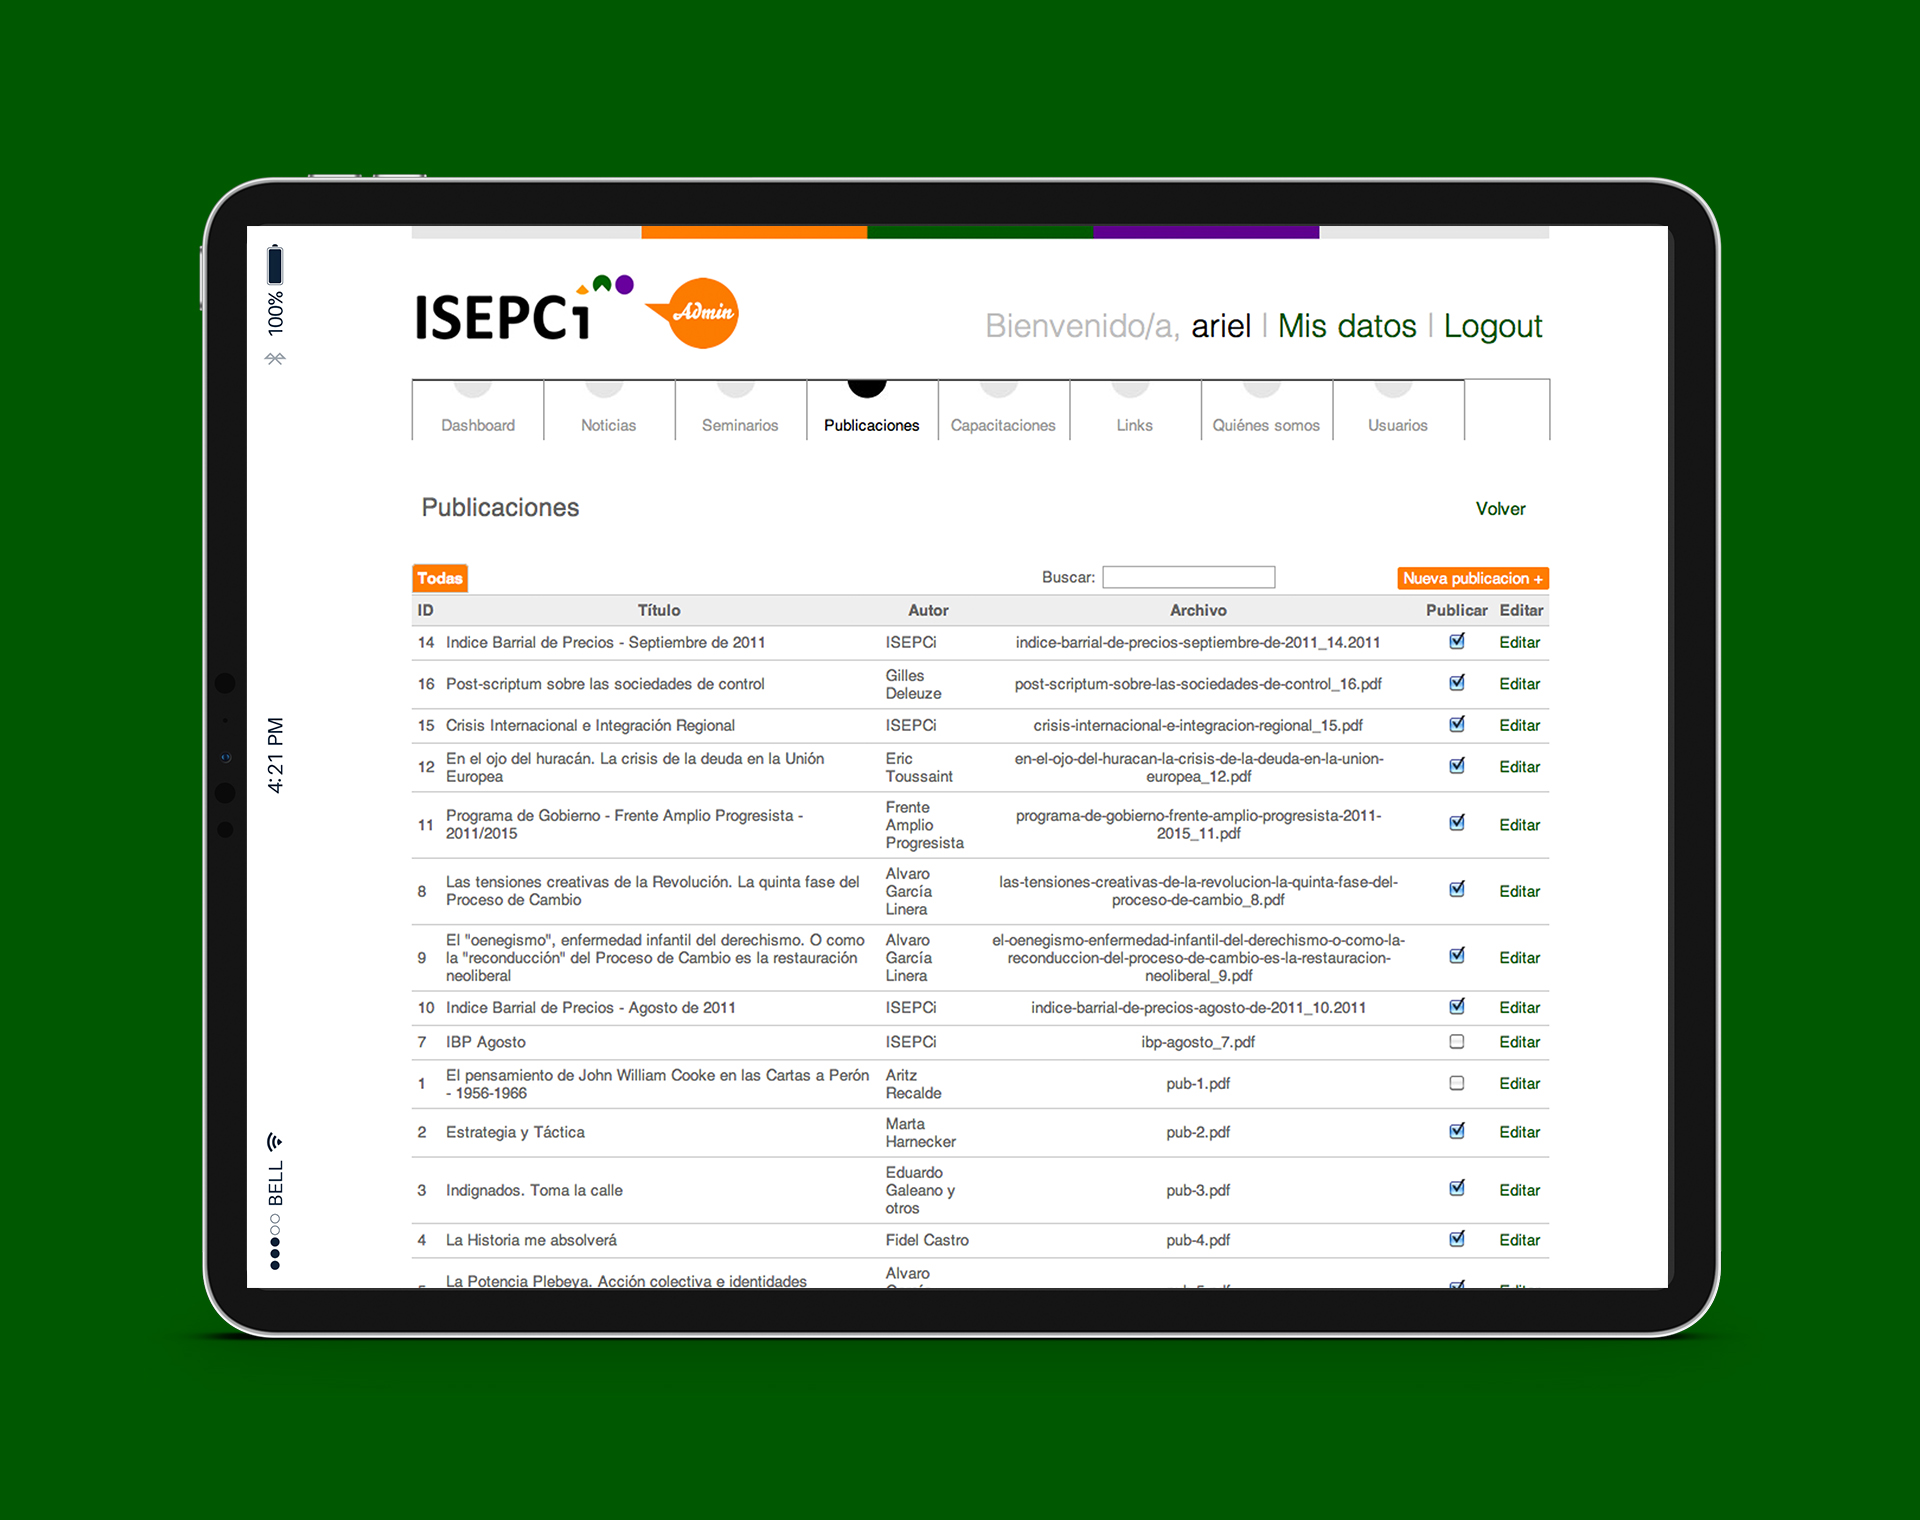 100%
4:21 PM
BELL
ISEPCi
Admin
Bienvenido/a, ariel | Mis datos | Logout
Dashboard
Noticias
Seminarios
Publicaciones
Capacitaciones
Links
Quiénes somos
Usuarios
Publicaciones
Volver
Todas
Buscar:
Nueva publicacion +
ID Título Autor Archivo Publicar Editar
14 Indice Barrial de Precios - Septiembre de 2011 ISEPCi indice-barrial-de-precios-septiembre-de-2011_14.2011 Editar
16 Post-scriptum sobre las sociedades de control
Gilles
Deleuze
post-scriptum-sobre-las-sociedades-de-control_16.pdf Editar
15 Crisis Internacional e Integración Regional ISEPCi crisis-internacional-e-integracion-regional_15.pdf Editar
12
En el ojo del huracán. La crisis de la deuda en la Unión
Europea
Eric
Toussaint
en-el-ojo-del-huracan-la-crisis-de-la-deuda-en-la-union-
europea_12.pdf
Editar
11
Programa de Gobierno - Frente Amplio Progresista -
2011/2015
Frente
Amplio
Progresista
programa-de-gobierno-frente-amplio-progresista-2011-
2015_11.pdf
Editar
8
Las tensiones creativas de la Revolución. La quinta fase del
Proceso de Cambio
Alvaro
García
Linera
las-tensiones-creativas-de-la-revolucion-la-quinta-fase-del-
proceso-de-cambio_8.pdf
Editar
9
El "oenegismo", enfermedad infantil del derechismo. O como
la "reconducción" del Proceso de Cambio es la restauración
neoliberal
Alvaro
García
Linera
el-oenegismo-enfermedad-infantil-del-derechismo-o-como-la-
reconduccion-del-proceso-de-cambio-es-la-restauracion-
neoliberal_9.pdf
Editar
10 Indice Barrial de Precios - Agosto de 2011 ISEPCi indice-barrial-de-precios-agosto-de-2011_10.2011 Editar
7 IBP Agosto ISEPCi ibp-agosto_7.pdf Editar
1
El pensamiento de John William Cooke en las Cartas a Perón
- 1956-1966
Aritz
Recalde
pub-1.pdf Editar
2 Estrategia y Táctica
Marta
Harnecker
pub-2.pdf Editar
3 Indignados. Toma la calle
Eduardo
Galeano y
otros
pub-3.pdf Editar
4 La Historia me absolverá Fidel Castro pub-4.pdf Editar
La Potencia Plebeya. Acción colectiva e identidades
Alvaro